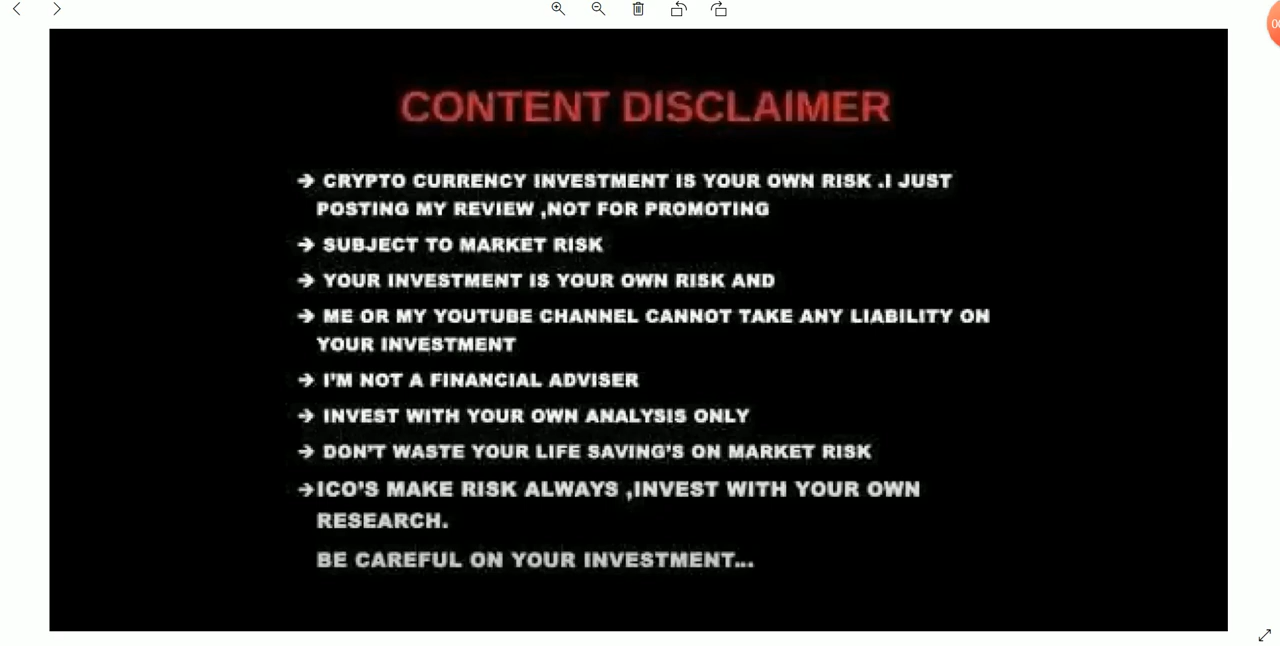 CONTENT DISCLAIMER
→ CRYPTO CURRENCY INVESTMENT IS YOUR OWN RISK .I JUST
POSTING MY REVIEW ,NOT FOR PROMOTING
→ SUBJECT TO MARKET RISK
→ YOUR INVESTMENT IS YOUR OWN RISK AND
→ ME OR MY YOUTUBE CHANNEL CANNOT TAKE ANY LIABILITY ON
YOUR INVESTMENT
→ I'M NOT A FINANCIAL ADVISER
→ INVEST WITH YOUR OWN ANALYSIS ONLY
→ DON'T WASTE YOUR LIFE SAVING'S ON MARKET RISK
→ICO'S MAKE RISK ALWAYS ,INVEST WITH YOUR OWN
RESEARCH.
BE CAREFUL ON YOUR INVESTMENT...